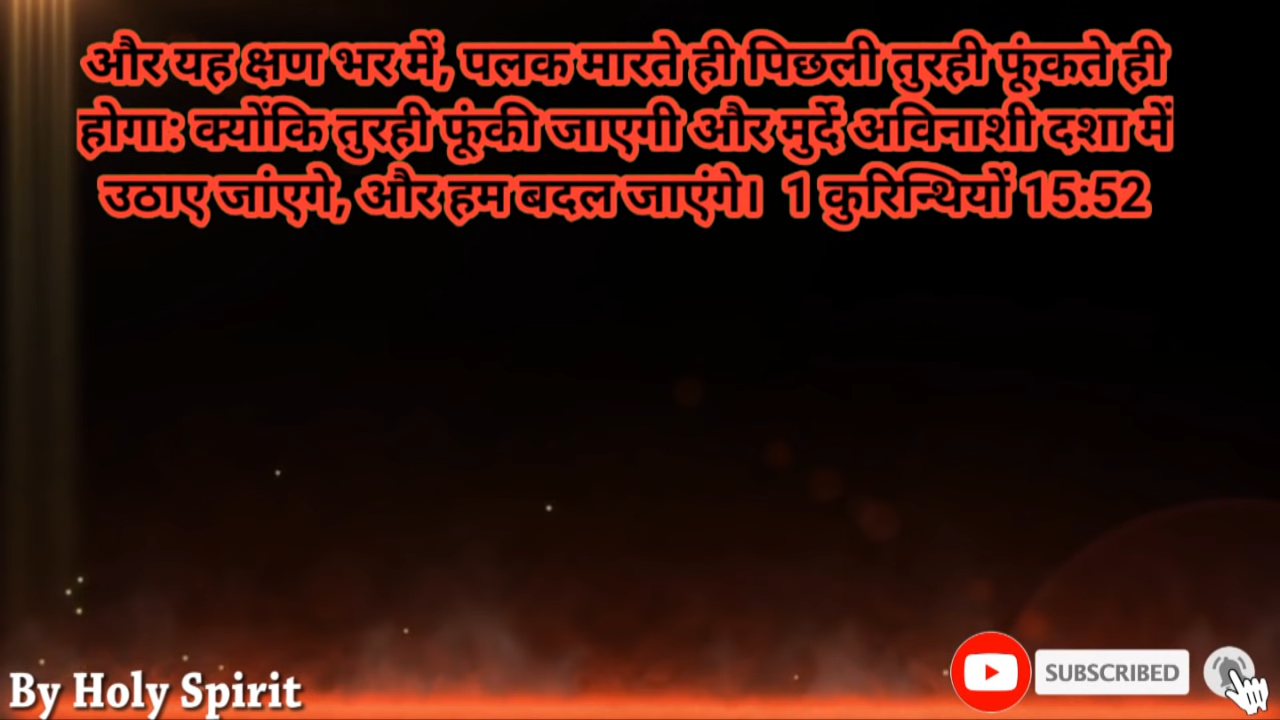 और यह क्षण भर में, पलक मारते ही पिछली तुरही फूंकते ही
होगा: क्योंकि तुरही फूंकी जाएगी और मुर्दे अविनाशी दशा में
उठाए जांएगे, और हम बदल जाएंगे। 1 कुरिन्थियों 15:52
By Holy Spirit
SUBSCRIBED